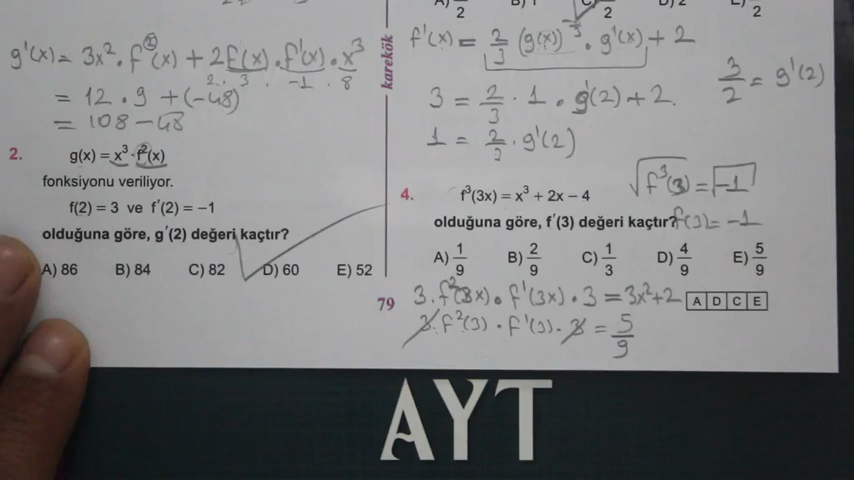 g'(x) = 3x². f²(x) + 2f(x). f'(x). x³
2. 3. -1. 8
= 12 . 9 + (-48)
= 108 - 48
2. g(x) = x³ . f²(x)
fonksiyonu veriliyor.
f(2) = 3 ve f'(2) = -1
olduğuna göre, g'(2) değeri kaçtır?
A) 86 B) 84 C) 82 D) 60 E) 52
karekök
79
f'(x) = 2/3 (g(x)) . g'(x) + 2
3 = 2/3 . 1 . g'(2) + 2.
3/2 = g'(2)
1 = 2/3 . g'(2)
f³(3) = -1
4. f³(3x) = x³ + 2x - 4
olduğuna göre, f'(3) değeri kaçtır?
f(3) = -1
A) 1/9 B) 2/9 C) 1/3 D) 4/9 E) 5/9
3. f²(3x) . f'(3x) . 3 = 3x² + 2
A D C E
3. f²(3) . f'(3) . 3 = 5/9
AYT